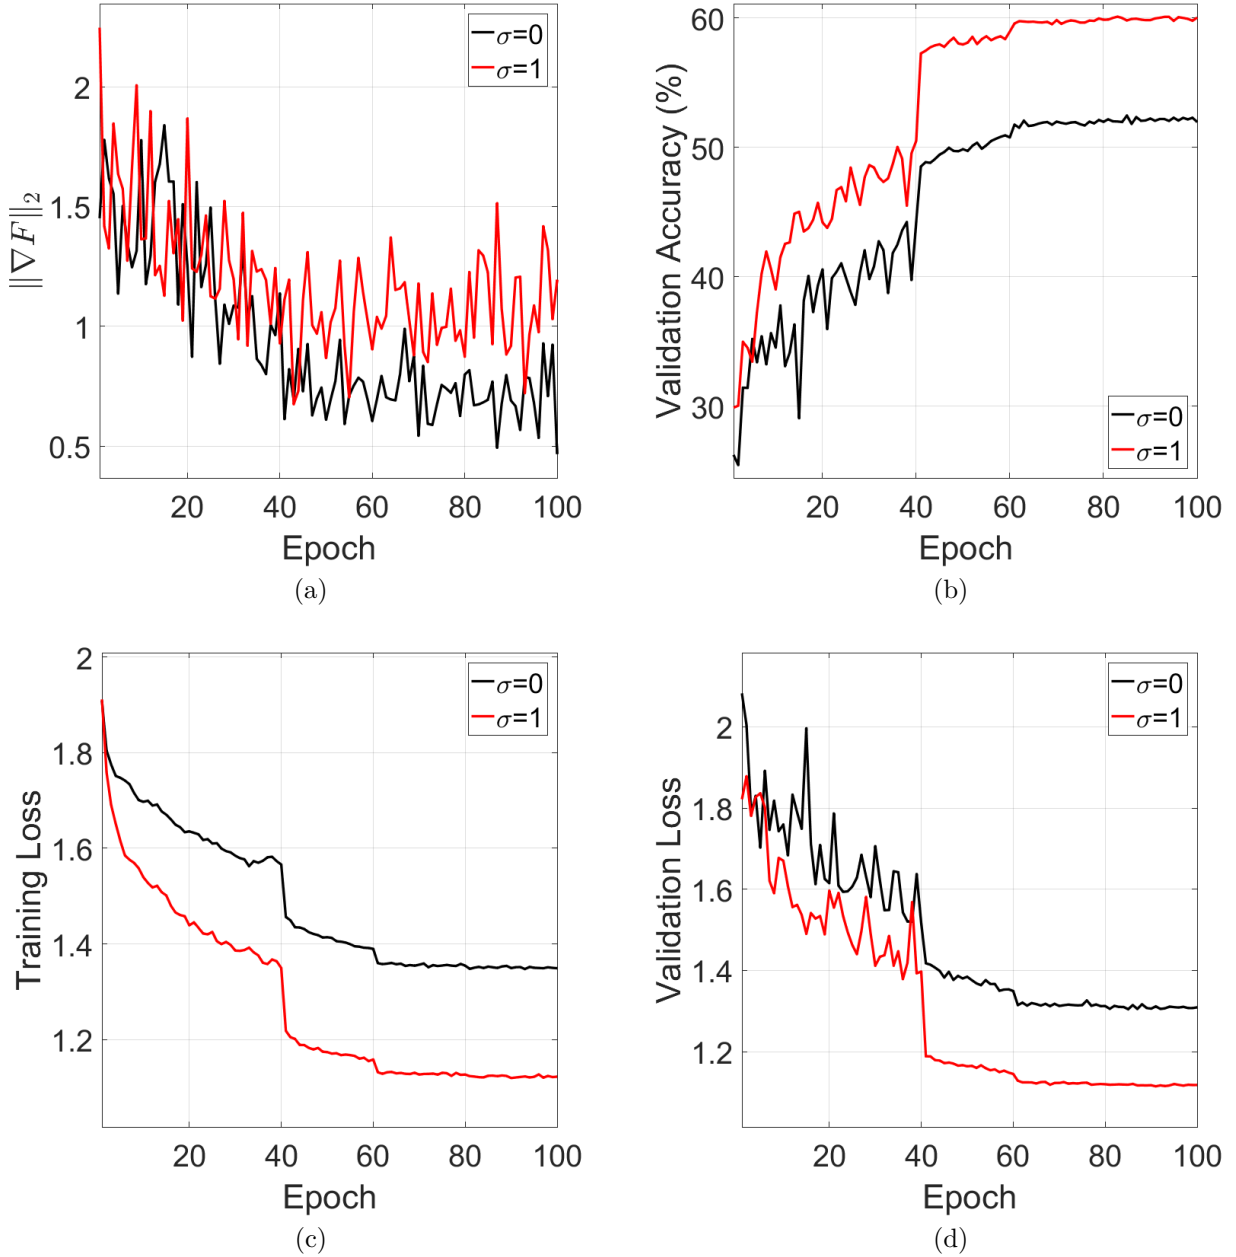 σ=0
σ=1
2
1.5
1
0.5
‖∇F‖₂
20 40 60 80 100
Epoch
(a)
60
50
40
30
Validation Accuracy (%)
σ=0
σ=1
20 40 60 80 100
Epoch
(b)
σ=0
σ=1
2
1.8
1.6
1.4
1.2
Training Loss
20 40 60 80 100
Epoch
(c)
σ=0
σ=1
2
1.8
1.6
1.4
1.2
Validation Loss
20 40 60 80 100
Epoch
(d)